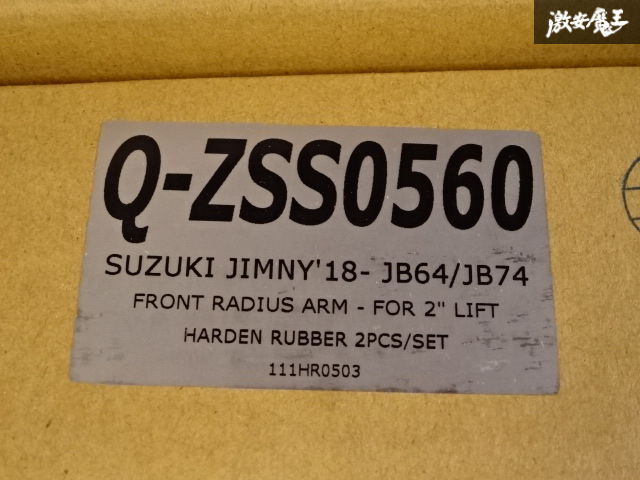 激安魔王
Q-ZSS0560
SUZUKI JIMNY'18- JB64/JB74
FRONT RADIUS ARM - FOR 2" LIFT
HARDEN RUBBER 2PCS/SET
111HR0503